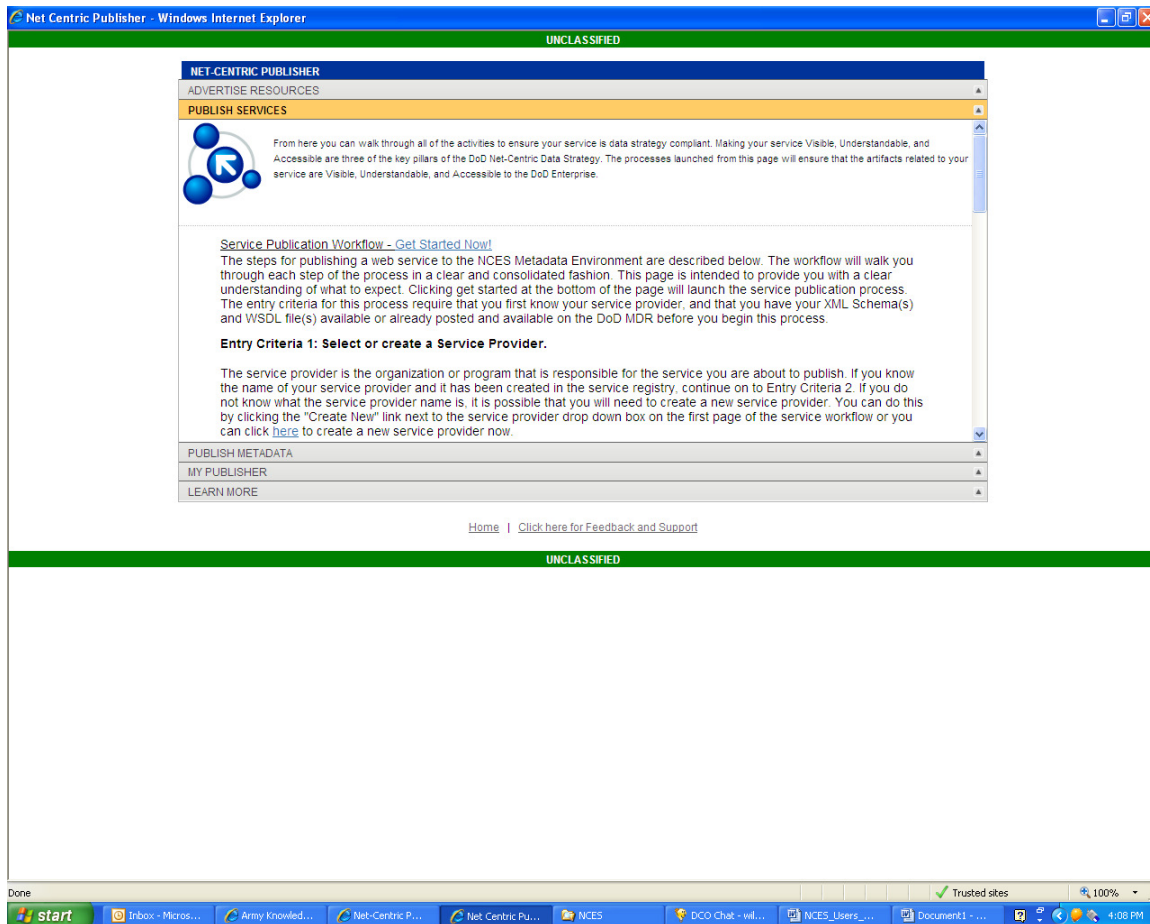 Net Centric Publisher - Windows Internet Explorer
UNCLASSIFIED
NET-CENTRIC PUBLISHER
ADVERTISE RESOURCES
PUBLISH SERVICES
From here you can walk through all of the activities to ensure your service is data strategy compliant. Making your service Visible, Understandable, and
Accessible are three of the key pillars of the DoD Net-Centric Data Strategy. The processes launched from this page will ensure that the artifacts related to your
service are Visible, Understandable, and Accessible to the DoD Enterprise.
Service Publication Workflow - Get Started Now!
The steps for publishing a web service to the NCES Metadata Environment are described below. The workflow will walk you
through each step of the process in a clear and consolidated fashion. This page is intended to provide you with a clear
understanding of what to expect. Clicking get started at the bottom of the page will launch the service publication process.
The entry criteria for this process require that you first know your service provider, and that you have your XML Schema(s)
and WSDL file(s) available or already posted and available on the DoD MDR before you begin this process.
Entry Criteria 1: Select or create a Service Provider.
The service provider is the organization or program that is responsible for the service you are about to publish. If you know
the name of your service provider and it has been created in the service registry, continue on to Entry Criteria 2. If you do
not know what the service provider name is, it is possible that you will need to create a new service provider. You can do this
by clicking the "Create New" link next to the service provider drop down box on the first page of the service workflow or you
can click here to create a new service provider now.
PUBLISH METADATA
MY PUBLISHER
LEARN MORE
Home | Click here for Feedback and Support
UNCLASSIFIED
Done Trusted sites 100%
start Inbox - Micros... Army Knowled... Net-Centric P... Net Centric Pu... NCES DCO Chat - wil... NCES_Users_... Document1 - ... 4:08 PM